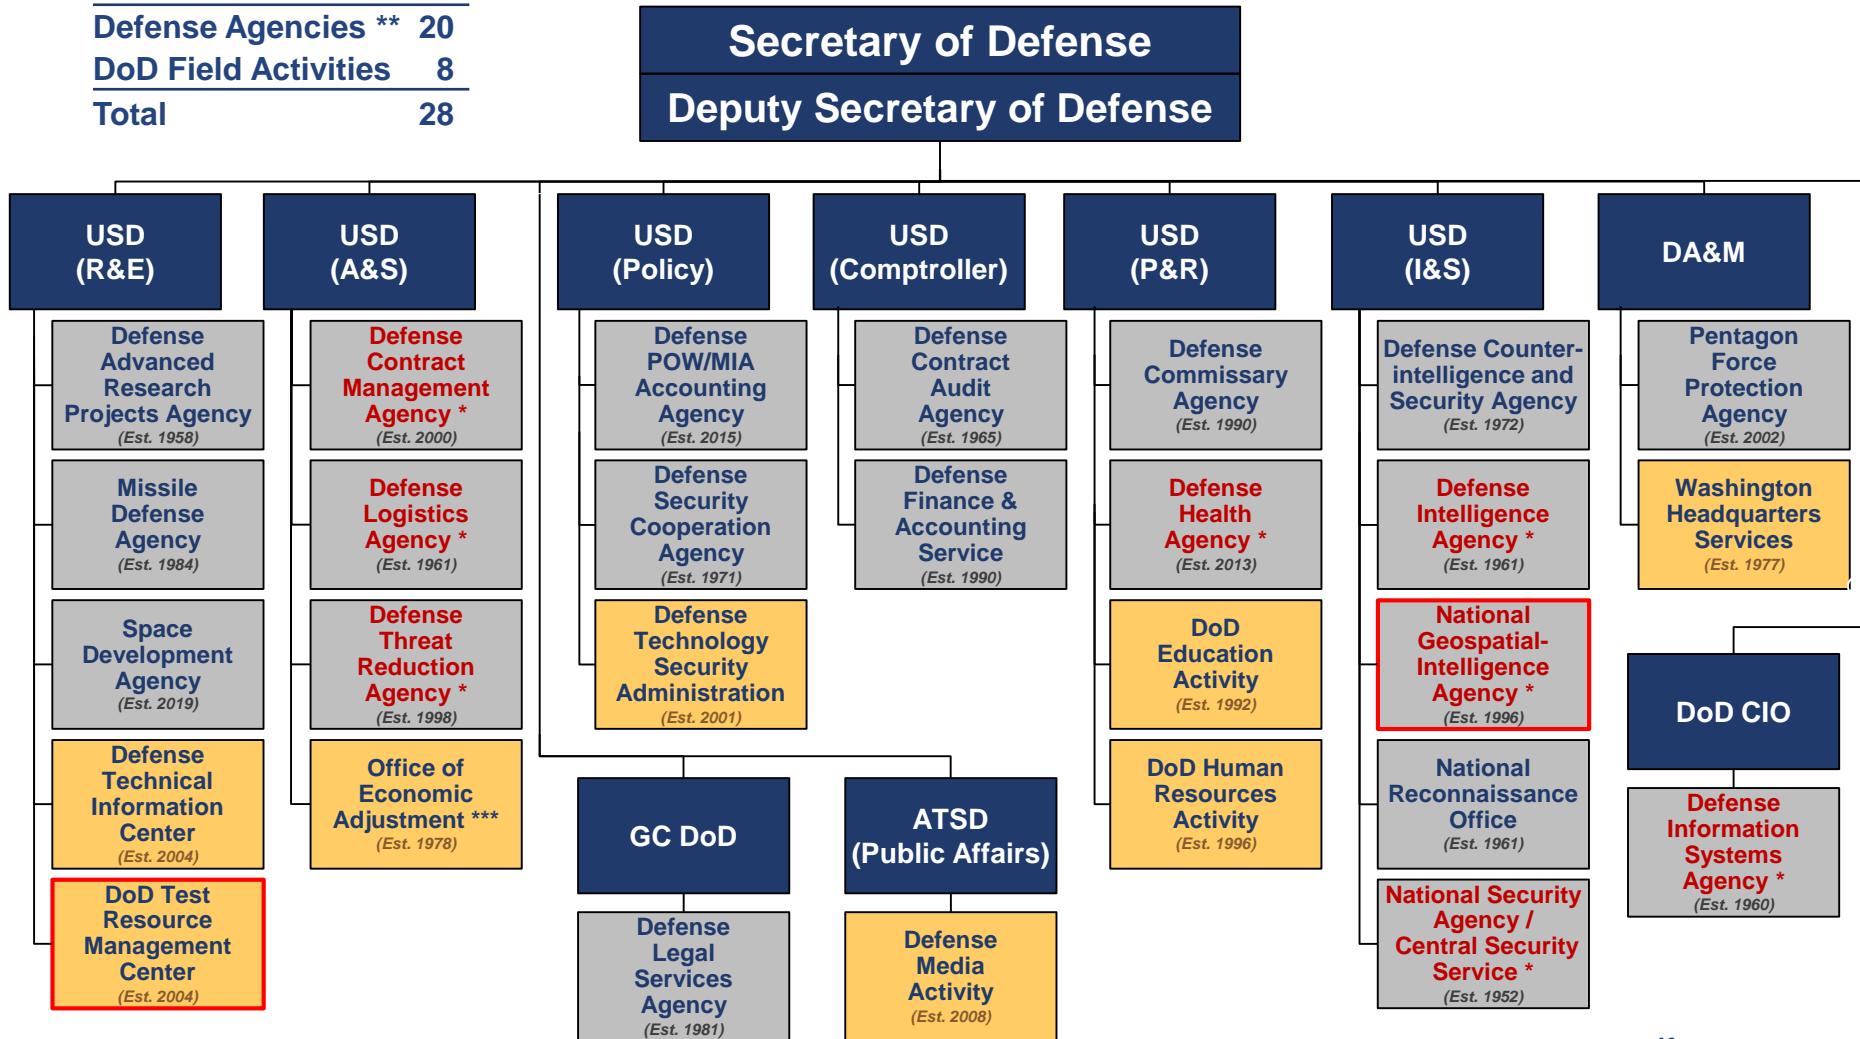 Defense Agencies ** 20
DoD Field Activities 8
Total 28
Secretary of Defense
Deputy Secretary of Defense
USD
(R&E)
Defense
Advanced
Research
Projects Agency
(Est. 1958)
Missile
Defense
Agency
(Est. 1984)
Space
Development
Agency
(Est. 2019)
Defense
Technical
Information
Center
(Est. 2004)
DoD Test
Resource
Management
Center
(Est. 2004)
USD
(A&S)
Defense
Contract
Management
Agency *
(Est. 2000)
Defense
Logistics
Agency *
(Est. 1961)
Defense
Threat
Reduction
Agency *
(Est. 1998)
Office of
Economic
Adjustment ***
(Est. 1978)
USD
(Policy)
Defense
POW/MIA
Accounting
Agency
(Est. 2015)
Defense
Security
Cooperation
Agency
(Est. 1971)
Defense
Technology
Security
Administration
(Est. 2001)
GC DoD
Defense
Legal
Services
Agency
(Est. 1981)
USD
(Comptroller)
Defense
Contract
Audit
Agency
(Est. 1965)
Defense
Finance &
Accounting
Service
(Est. 1990)
ATSD
(Public Affairs)
Defense
Media
Activity
(Est. 2008)
USD
(P&R)
Defense
Commissary
Agency
(Est. 1990)
Defense
Health
Agency *
(Est. 2013)
DoD
Education
Activity
(Est. 1992)
DoD Human
Resources
Activity
(Est. 1996)
USD
(I&S)
Defense Counter-
intelligence and
Security Agency
(Est. 1972)
Defense
Intelligence
Agency *
(Est. 1961)
National
Geospatial-
Intelligence
Agency *
(Est. 1996)
National
Reconnaissance
Office
(Est. 1961)
National Security
Agency /
Central Security
Service *
(Est. 1952)
DA&M
Pentagon
Force
Protection
Agency
(Est. 2002)
Washington
Headquarters
Services
(Est. 1977)
DoD CIO
Defense
Information
Systems
Agency *
(Est. 1960)